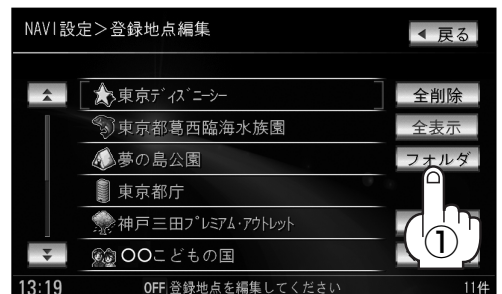 NAVI設定＞登録地点編集
戻る
東京ﾃﾞｨｽﾞﾆｰｼｰ
全削除
東京都葛西臨海水族園
全表示
夢の島公園
フォルダ
東京都庁
神戸三田ﾌﾟﾚﾐｱﾑ･ｱｳﾄﾚｯﾄ
①
○○こどもの国
13:19
OFF 登録地点を編集してください
11件